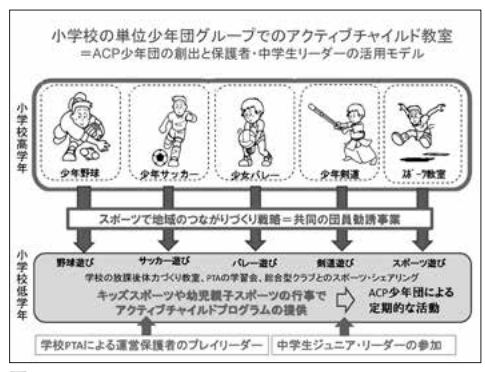 小学校の単位少年団グループでのアクティブチャイルド教室
＝ACP少年団の創出と保護者・中学生リーダーの活用モデル
小学校高学年
少年野球
少年サッカー
少女バレー
少年剣道
ｽﾎﾟｰﾂ教室
スポーツで地域のつながりづくり戦略＝共同の団員勧誘事業
小学校低学年
野球遊び
サッカー遊び
バレー遊び
剣道遊び
スポーツ遊び
学校の放課後体力づくり教室、PTAの学習会、総合型クラブとのスポーツ・シェアリング
キッズスポーツや幼児親子スポーツの行事で
アクティブチャイルドプログラムの提供
ACP少年団による
定期的な活動
学校PTAによる運営保護者のプレイリーダー
中学生ジュニア・リーダーの参加